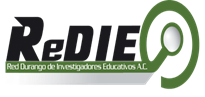 ReDIE
Red Durango de Investigadores Educativos A.C.